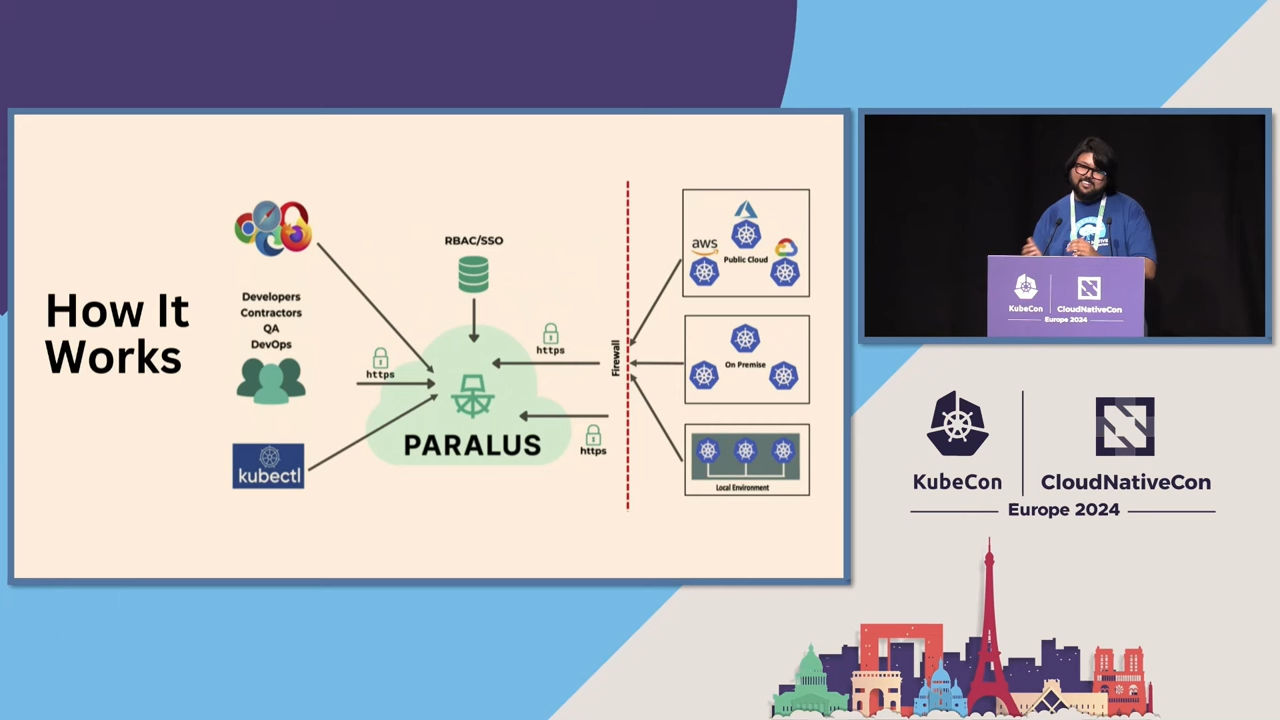 How It
Works
Developers
Contractors
QA
DevOps
kubectl
RBAC/SSO
https
https
https
PARALUS
Firewall
aws
Public Cloud
On Premise
Local Environment
KubeCon
CloudNativeCon
Europe 2024
KubeCon
CloudNativeCon
Europe 2024